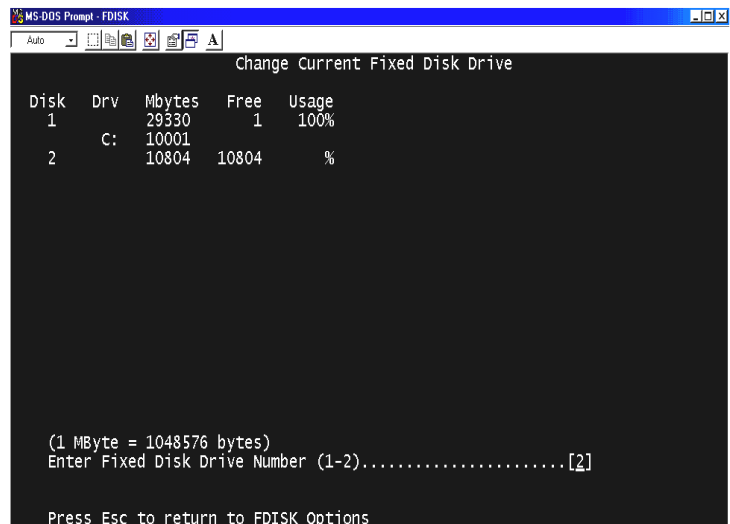 MS-DOS Prompt - FDISK
Auto
A
Change Current Fixed Disk Drive
Disk Drv Mbytes Free Usage
1 29330 1 100%
C: 10001
2 10804 10804 %
(1 MByte = 1048576 bytes)
Enter Fixed Disk Drive Number (1-2).......................[2]
Press Esc to return to FDISK Options